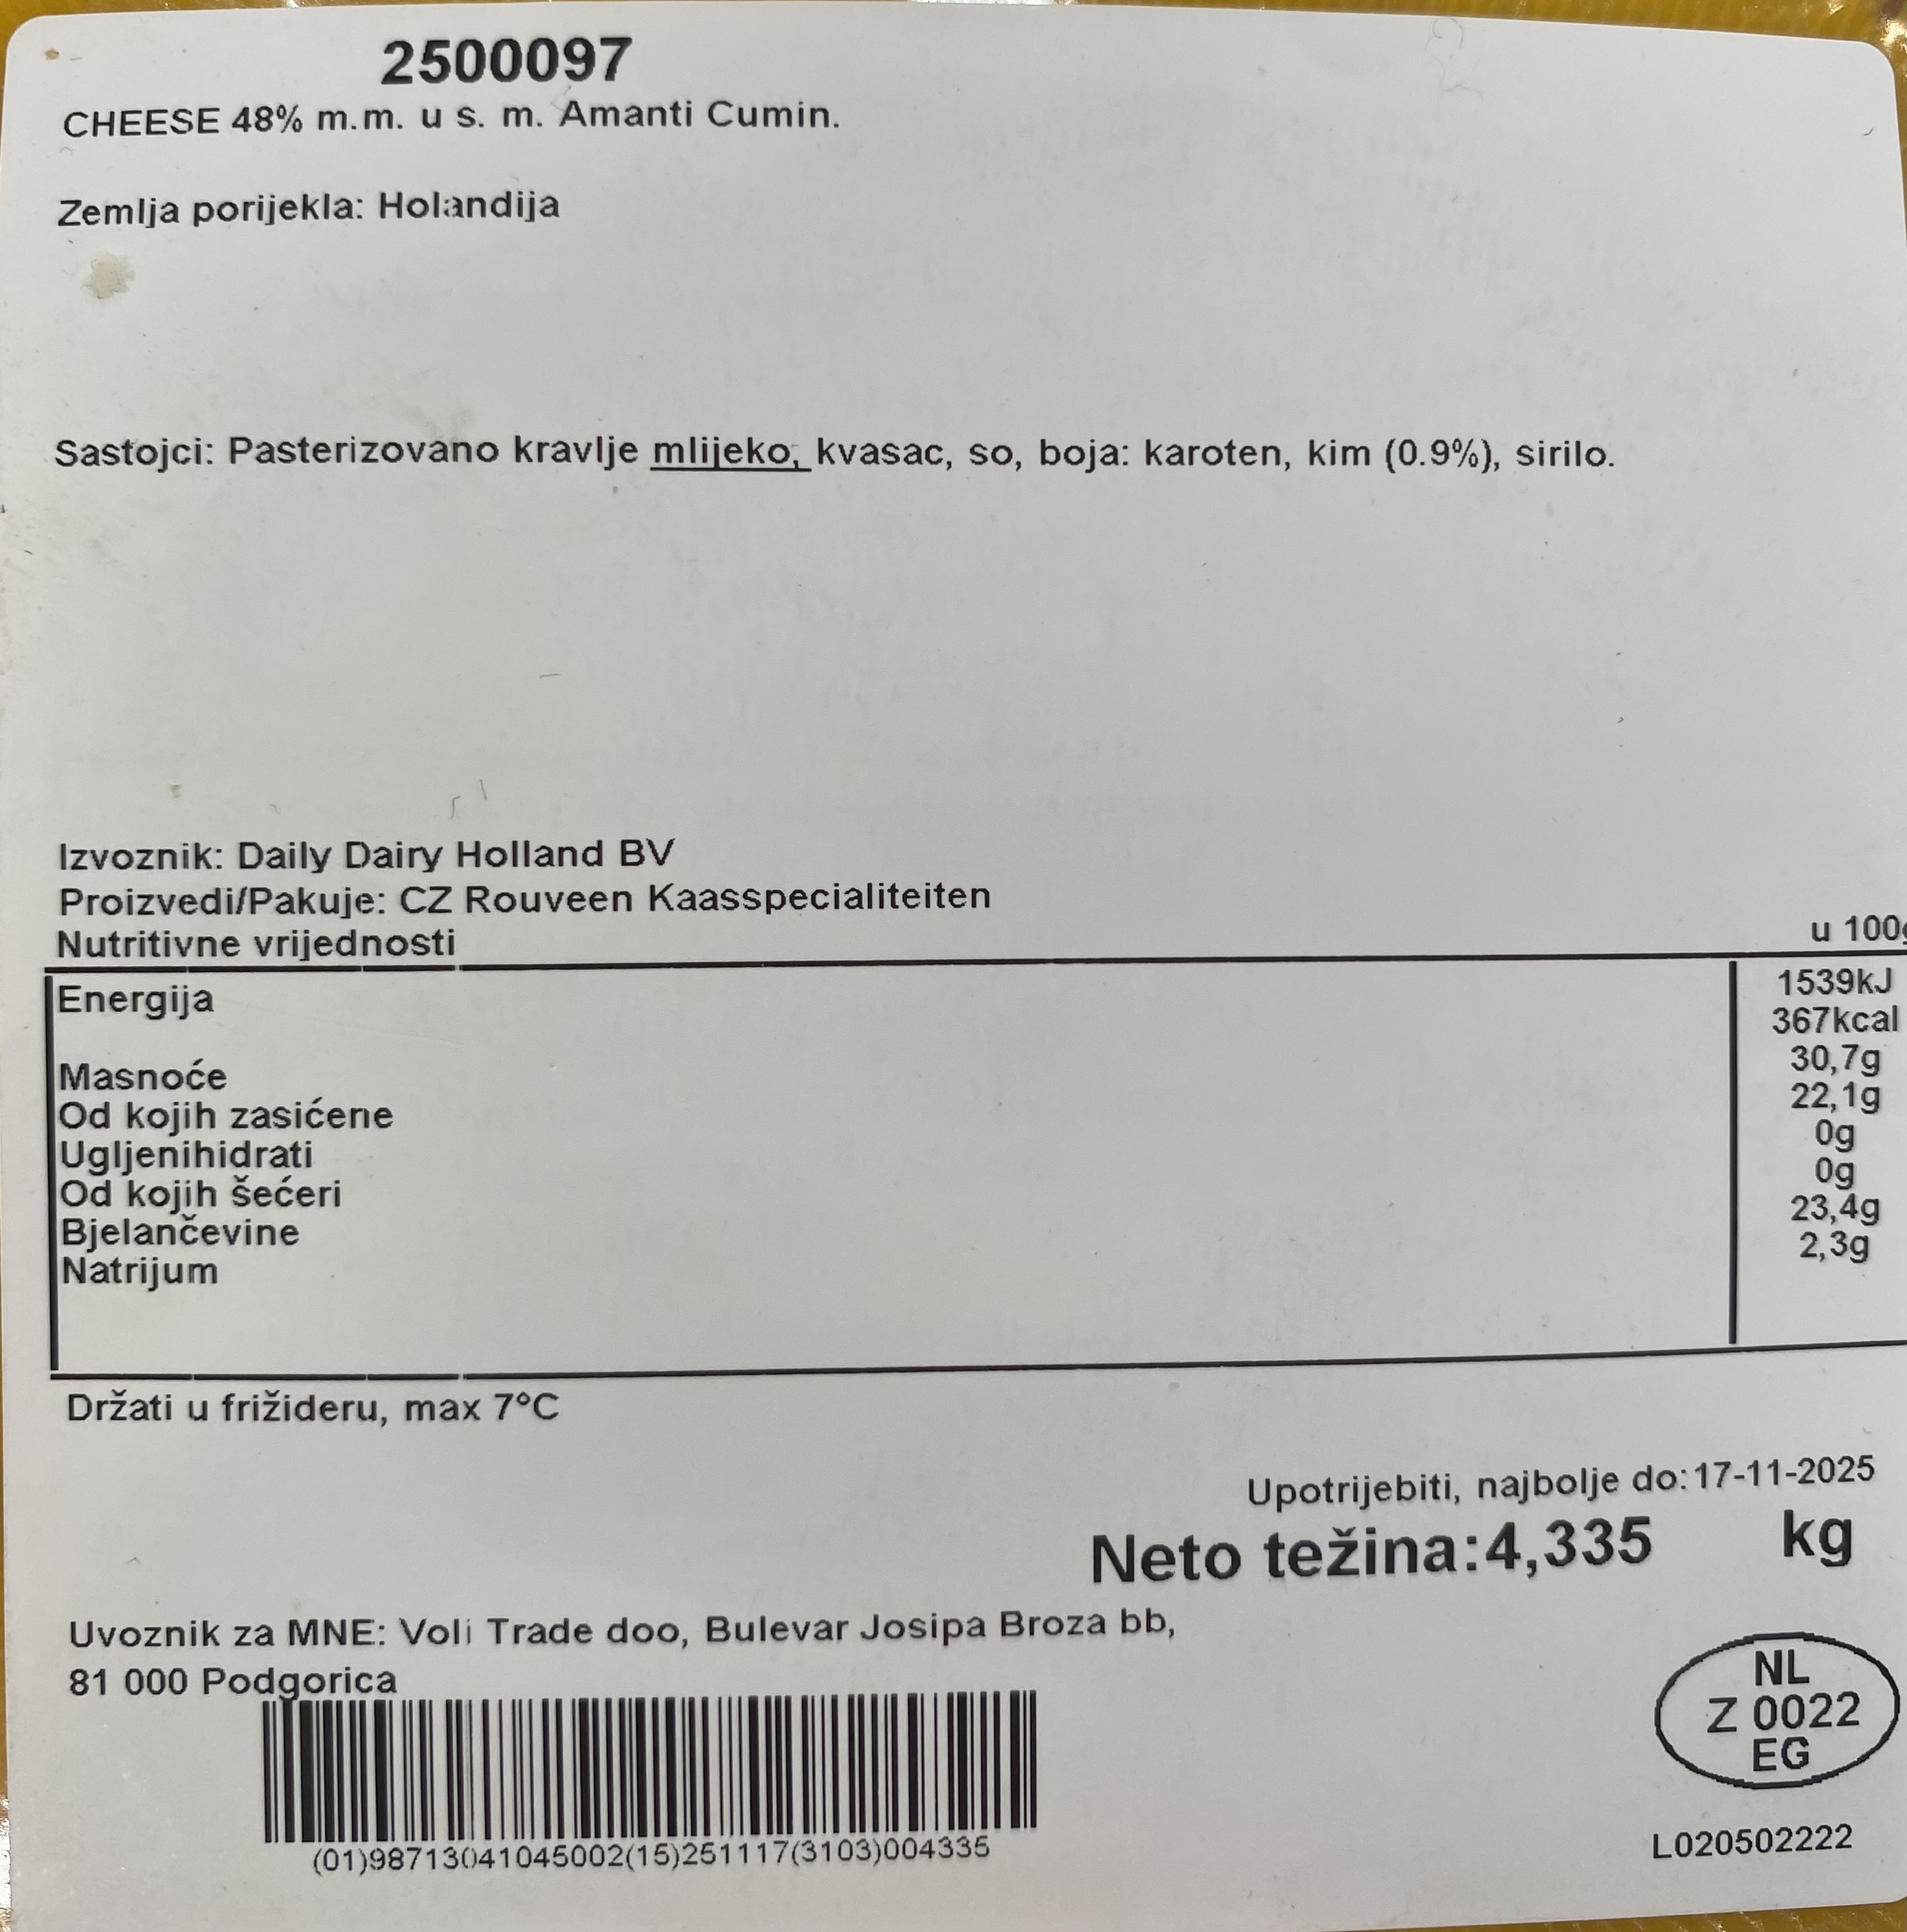 2500097
CHEESE 48% m.m. u s. m. Amanti Cumin.
Zemlja porijekla: Holandija
Sastojci: Pasterizovano kravlje mlijeko, kvasac, so, boja: karoten, kim (0.9%), sirilo.
Izvoznik: Daily Dairy Holland BV
Proizvedi/Pakuje: CZ Rouveen Kaasspecialiteiten
Nutritivne vrijednosti u 100g
Energija 1539kJ
367kcal
Masnoće 30,7g
Od kojih zasićene 22,1g
Ugljenihidrati 0g
Od kojih šećeri 0g
Bjelančevine 23,4g
Natrijum 2,3g
Držati u frižideru, max 7°C
Upotrijebiti, najbolje do:17-11-2025
Neto težina:4,335 kg
Uvoznik za MNE: Voli Trade doo, Bulevar Josipa Broza bb,
81 000 Podgorica
NL
Z 0022
EG
(01)98713041045002(15)251117(3103)004335
L020502222